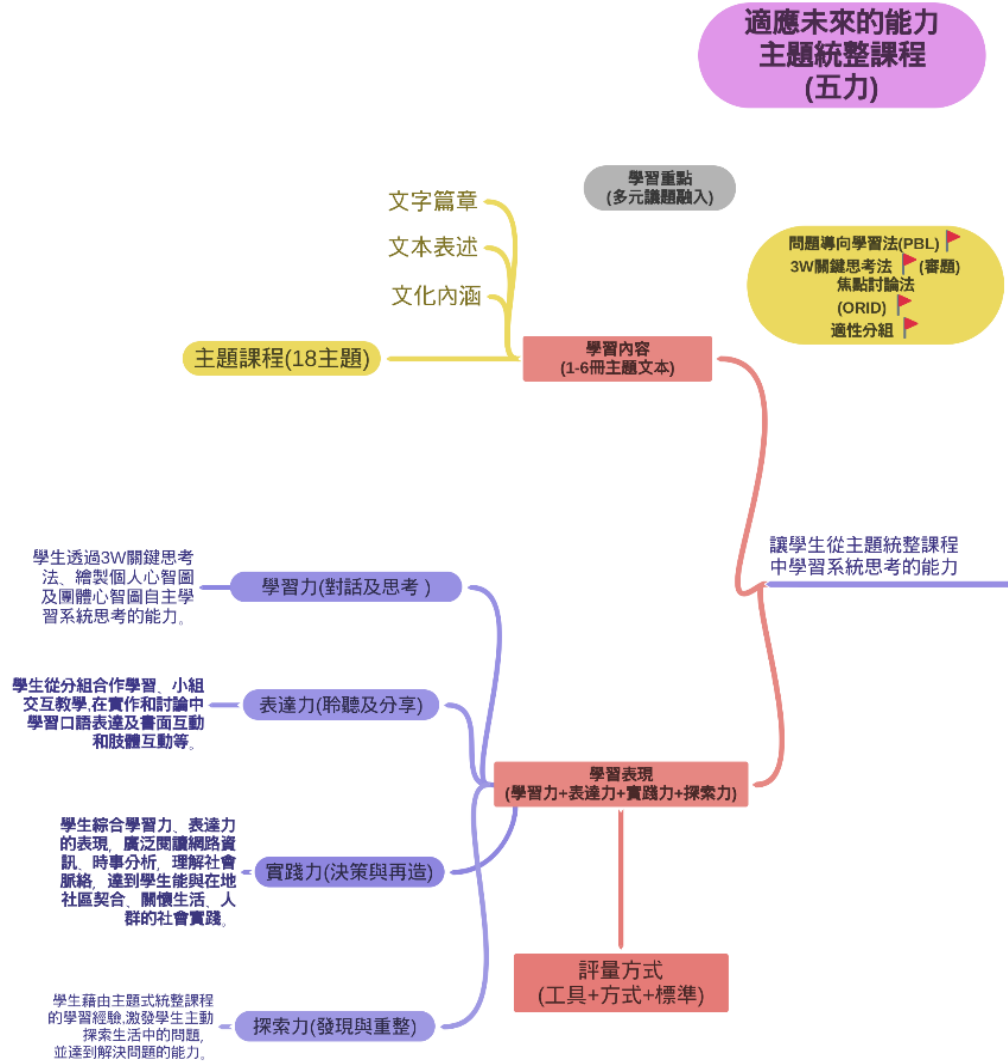 適應未來的能力
主題統整課程
(五力)
學習重點
(多元議題融入)
問題導向學習法(PBL)
3W關鍵思考法 (審題)
焦點討論法
(ORID)
適性分組
文字篇章
文本表述
文化內涵
主題課程(18主題)
學習內容
(1-6冊主題文本)
讓學生從主題統整課程
中學習系統思考的能力
學生透過3W關鍵思考
法、繪製個人心智圖
及團體心智圖自主學
習系統思考的能力。
學習力(對話及思考 )
學生從分組合作學習、小組
交互教學,在實作和討論中
學習口語表達及書面互動
和肢體互動等。
表達力(聆聽及分享)
學習表現
(學習力+表達力+實踐力+探索力)
學生綜合學習力、表達力
的表現, 廣泛閱讀網路資
訊、時事分析, 理解社會
脈絡, 達到學生能與在地
社區契合、關懷生活、人
群的社會實踐。
實踐力(決策與再造)
評量方式
(工具+方式+標準)
學生藉由主題式統整課程
的學習經驗,激發學生主動
探索生活中的問題,
並達到解決問題的能力。
探索力(發現與重整)